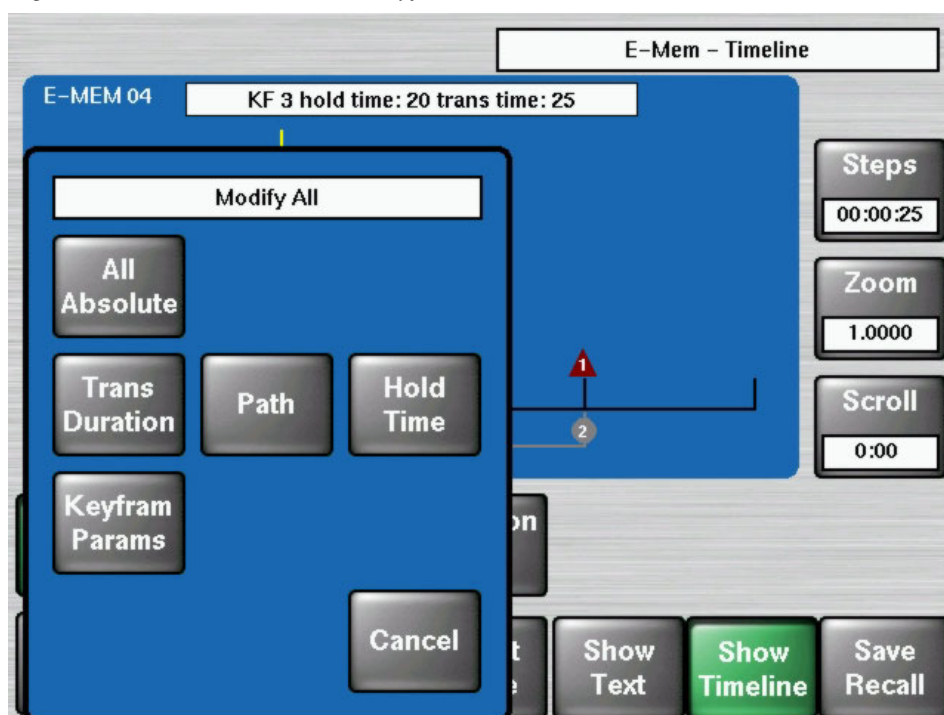 E-Mem – Timeline
E-MEM 04
KF 3 hold time: 20 trans time: 25
Modify All
All
Absolute
Trans
Duration
Path
Hold
Time
Keyfram
Params
Cancel
1
2
Steps
00:00:25
Zoom
1.0000
Scroll
0:00
on
t
Show
Text
Show
Timeline
Save
Recall